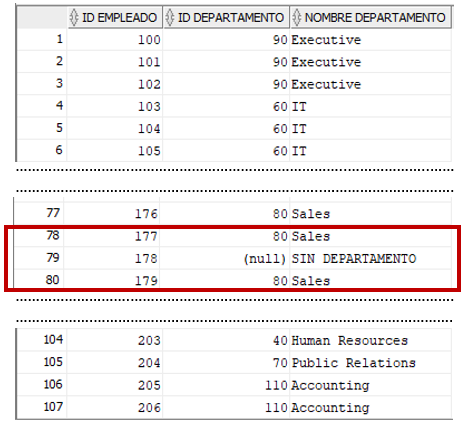 ID EMPLEADO ID DEPARTAMENTO NOMBRE DEPARTAMENTO
1 100 90 Executive
2 101 90 Executive
3 102 90 Executive
4 103 60 IT
5 104 60 IT
6 105 60 IT
77 176 80 Sales
78 177 80 Sales
79 178 (null) SIN DEPARTAMENTO
80 179 80 Sales
104 203 40 Human Resources
105 204 70 Public Relations
106 205 110 Accounting
107 206 110 Accounting